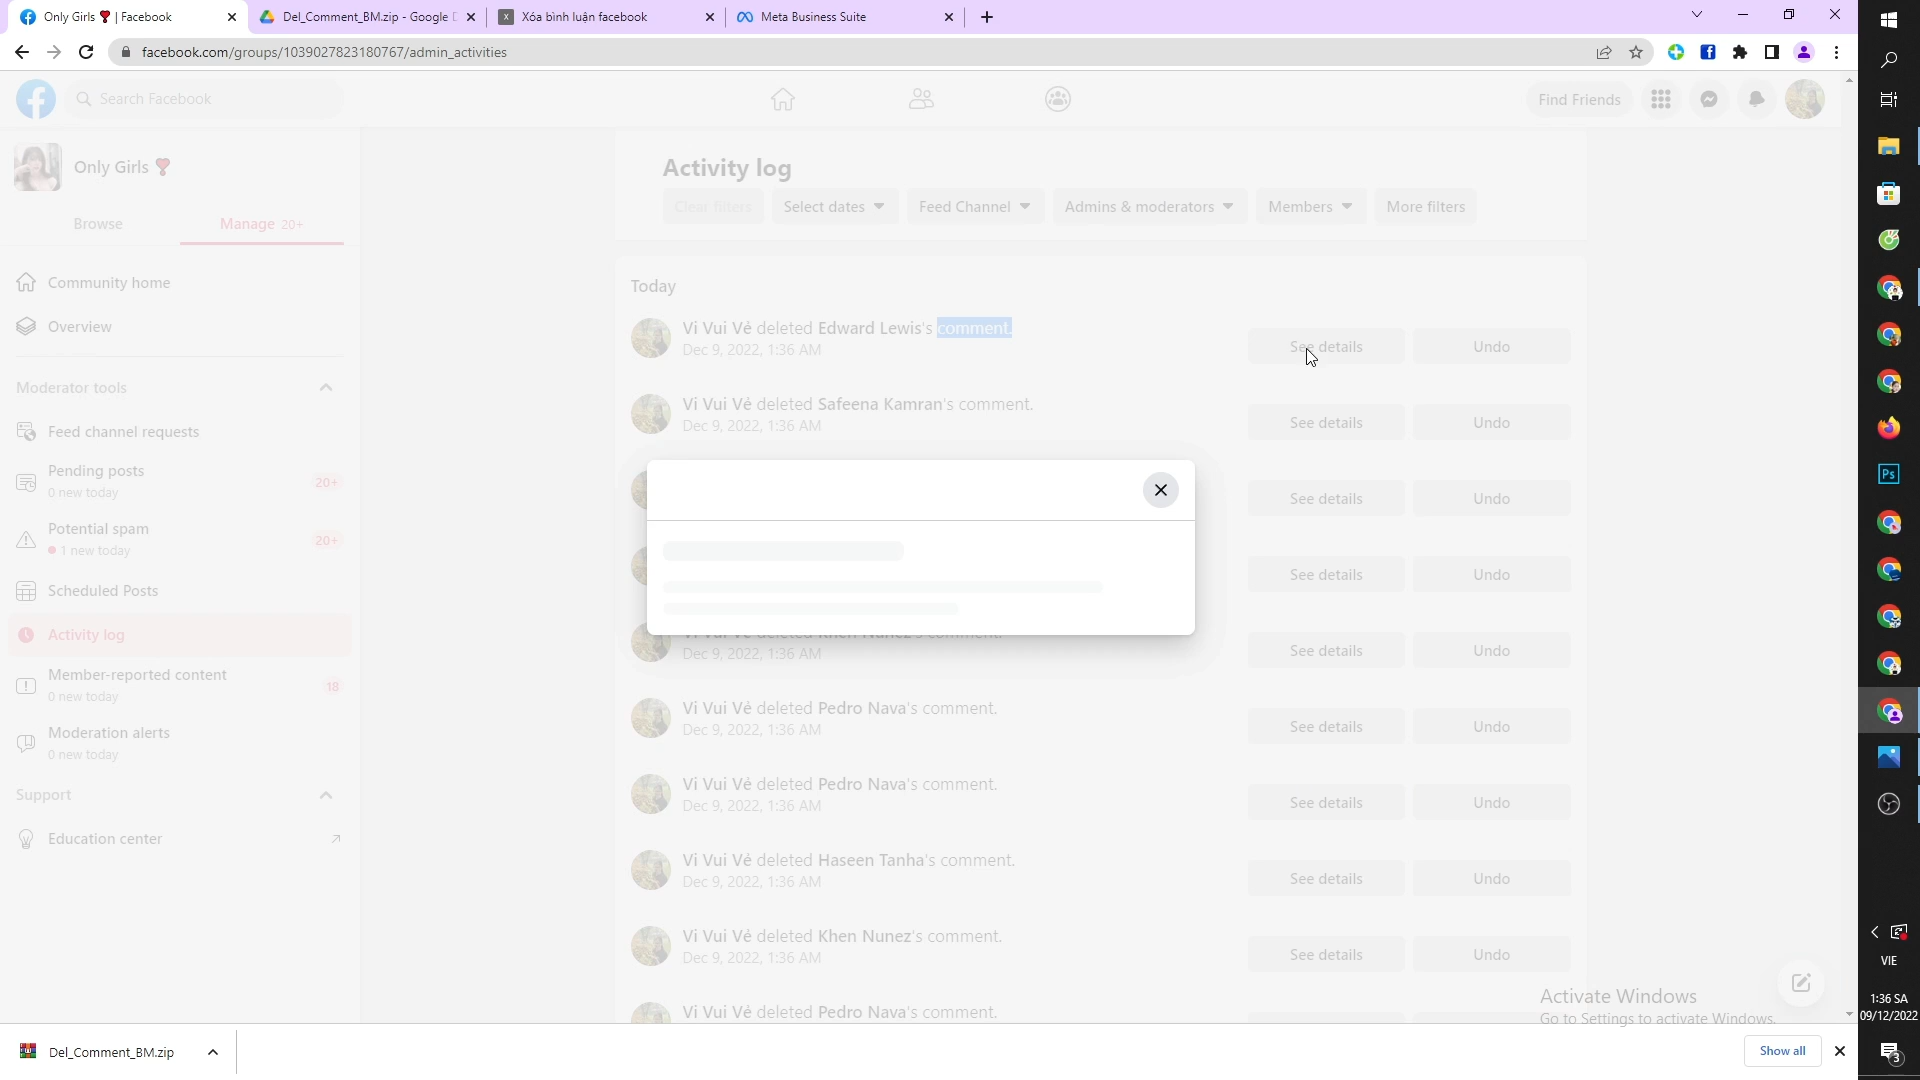 Only Girls ❣️ | Facebook
Del_Comment_BM.zip - Google D
Xóa bình luận facebook
Meta Business Suite
facebook.com/groups/1039027823180767/admin_activities
Search Facebook
Find Friends
Only Girls ❣️
Browse
Manage 20+
Community home
Overview
Moderator tools
Feed channel requests
Pending posts
0 new today
20+
Potential spam
1 new today
20+
Scheduled Posts
Activity log
Member-reported content
0 new today
18
Moderation alerts
0 new today
Support
Education center
Activity log
Clear filters
Select dates
Feed Channel
Admins & moderators
Members
More filters
Today
Vi Vui Vẻ deleted Edward Lewis's comment.
Dec 9, 2022, 1:36 AM
See details
Undo
Vi Vui Vẻ deleted Safeena Kamran's comment.
Dec 9, 2022, 1:36 AM
See details
Undo
See details
Undo
See details
Undo
Vi Vui Vẻ deleted Khen Nunez's comment.
Dec 9, 2022, 1:36 AM
See details
Undo
Vi Vui Vẻ deleted Pedro Nava's comment.
Dec 9, 2022, 1:36 AM
See details
Undo
Vi Vui Vẻ deleted Pedro Nava's comment.
Dec 9, 2022, 1:36 AM
See details
Undo
Vi Vui Vẻ deleted Haseen Tanha's comment.
Dec 9, 2022, 1:36 AM
See details
Undo
Vi Vui Vẻ deleted Khen Nunez's comment.
Dec 9, 2022, 1:36 AM
See details
Undo
Vi Vui Vẻ deleted Pedro Nava's comment.
Activate Windows
Go to Settings to activate Windows.
Del_Comment_BM.zip
Show all
Ps
VIE
1:36 SA
09/12/2022
3